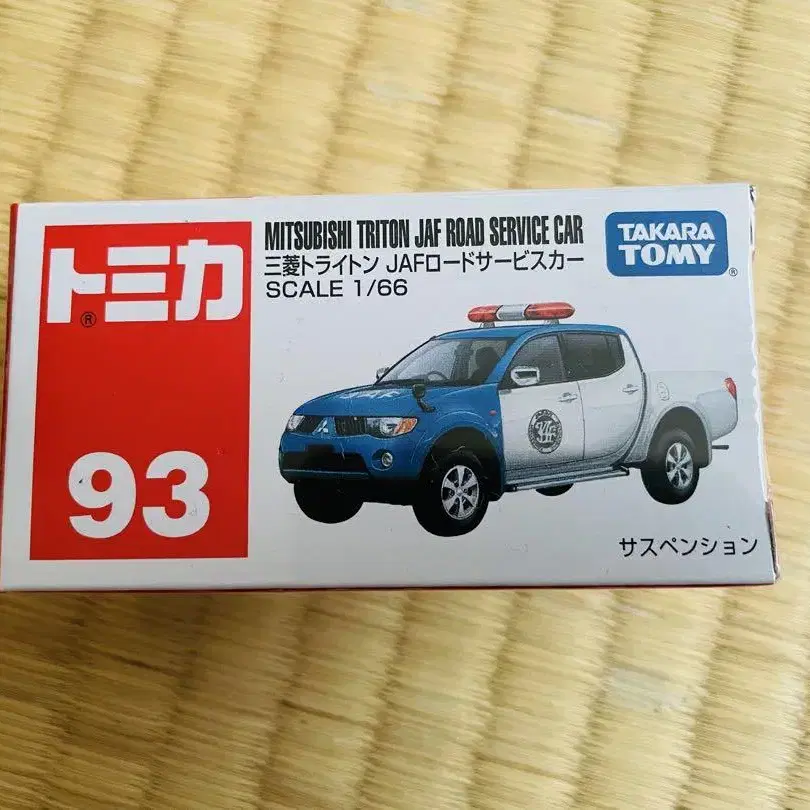 トミカ
®
93
MITSUBISHI TRITON JAF ROAD SERVICE CAR
三菱トライトン JAFロードサービスカー
SCALE 1/66
TAKARA
TOMY
®
JAF
サスペンション